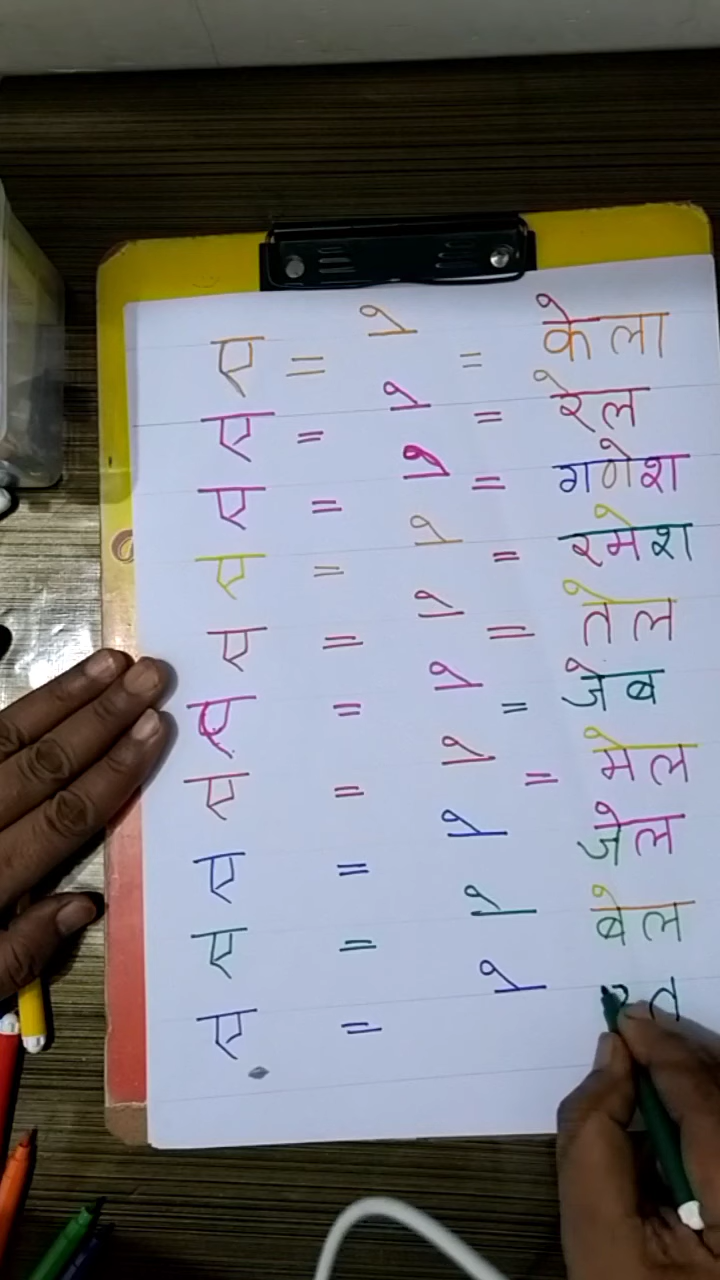 ए = े = केला
ए = े = रेल
ए = े = गणेश
ए = े = रमेश
ए = े = तेल
ए = े = जेब
ए = े = मेल
ए = े जेल
ए = े बेल
ए = े